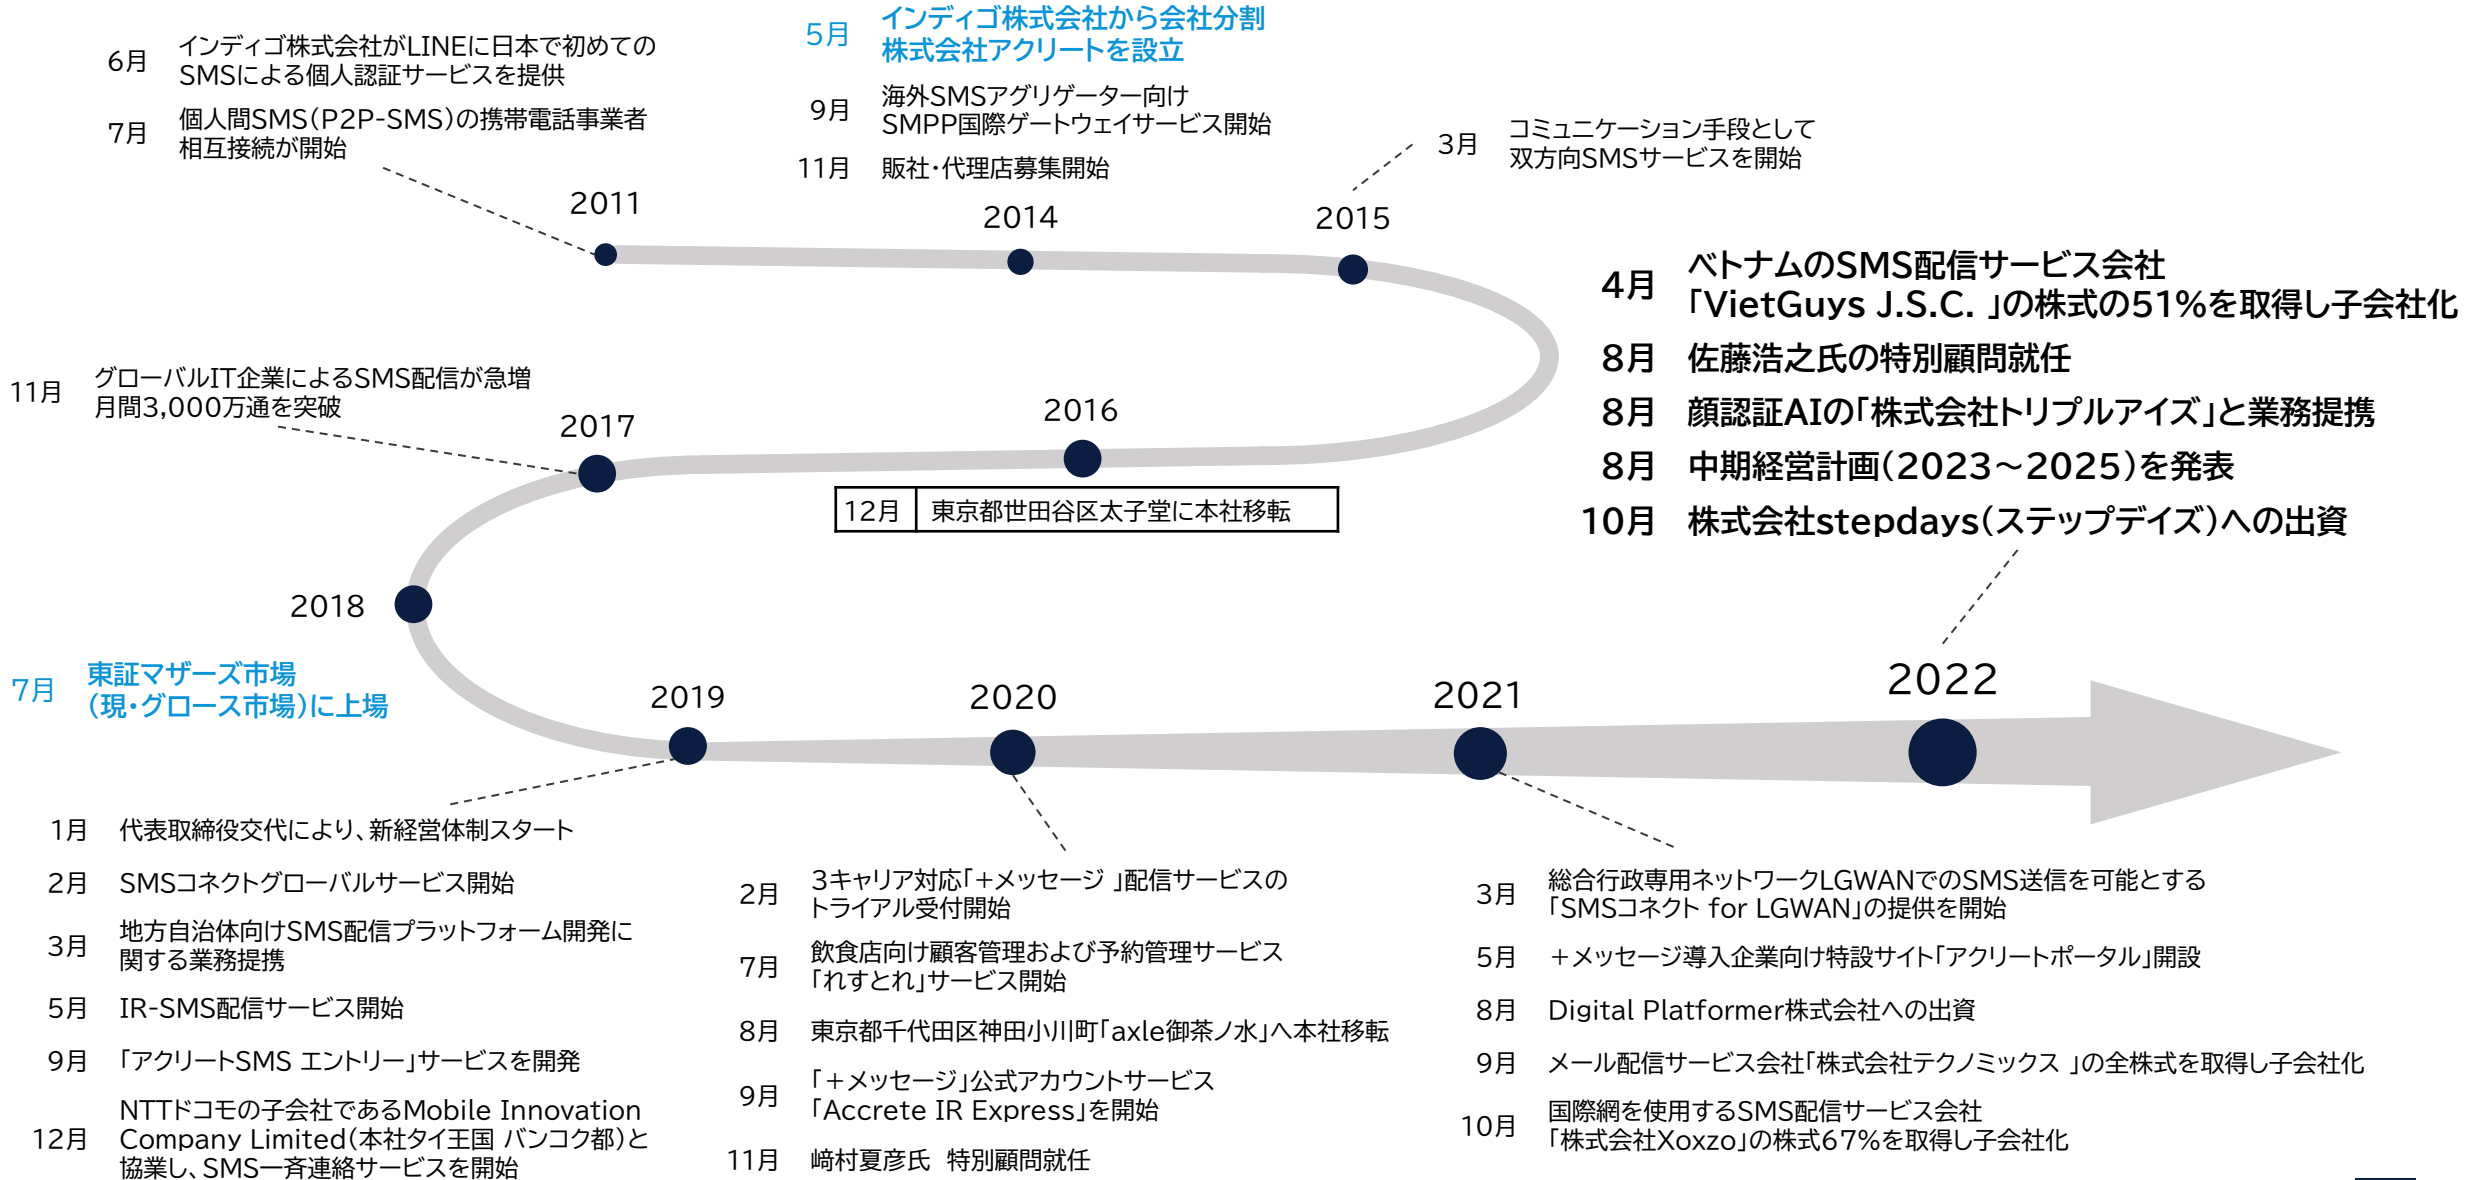 6月
インディゴ株式会社がLINEに日本で初めての
SMSによる個人認証サービスを提供
7月
個人間SMS(P2P-SMS)の携帯電話事業者
相互接続が開始
2011
5月
インディゴ株式会社から会社分割
株式会社アクリートを設立
9月
海外SMSアグリゲーター向け
SMPP国際ゲートウェイサービス開始
11月
販社・代理店募集開始
2014
3月
コミュニケーション手段として
双方向SMSサービスを開始
2015
2016
12月
東京都世田谷区太子堂に本社移転
11月
グローバルIT企業によるSMS配信が急増
月間3,000万通を突破
2017
2018
7月
東証マザーズ市場
(現・グロース市場)に上場
2019
1月
代表取締役交代により、新経営体制スタート
2月
SMSコネクトグローバルサービス開始
3月
地方自治体向けSMS配信プラットフォーム開発に
関する業務提携
5月
IR-SMS配信サービス開始
9月
「アクリートSMS エントリー」サービスを開発
12月
NTTドコモの子会社であるMobile Innovation
Company Limited(本社タイ王国 バンコク都)と
協業し、SMS一斉連絡サービスを開始
2020
2月
3キャリア対応「+メッセージ 」配信サービスの
トライアル受付開始
7月
飲食店向け顧客管理および予約管理サービス
「れすとれ」サービス開始
8月
東京都千代田区神田小川町「axle御茶ノ水」へ本社移転
9月
「+メッセージ」公式アカウントサービス
「Accrete IR Express」を開始
11月
﨑村夏彦氏 特別顧問就任
2021
3月
総合行政専用ネットワークLGWANでのSMS送信を可能とする
「SMSコネクト for LGWAN」の提供を開始
5月
+メッセージ導入企業向け特設サイト「アクリートポータル」開設
8月
Digital Platformer株式会社への出資
9月
メール配信サービス会社「株式会社テクノミックス 」の全株式を取得し子会社化
10月
国際網を使用するSMS配信サービス会社
「株式会社Xoxzo」の株式67%を取得し子会社化
2022
4月
ベトナムのSMS配信サービス会社
「VietGuys J.S.C. 」の株式の51%を取得し子会社化
8月
佐藤浩之氏の特別顧問就任
8月
顔認証AIの「株式会社トリプルアイズ」と業務提携
8月
中期経営計画(2023~2025)を発表
10月
株式会社stepdays(ステップデイズ)への出資